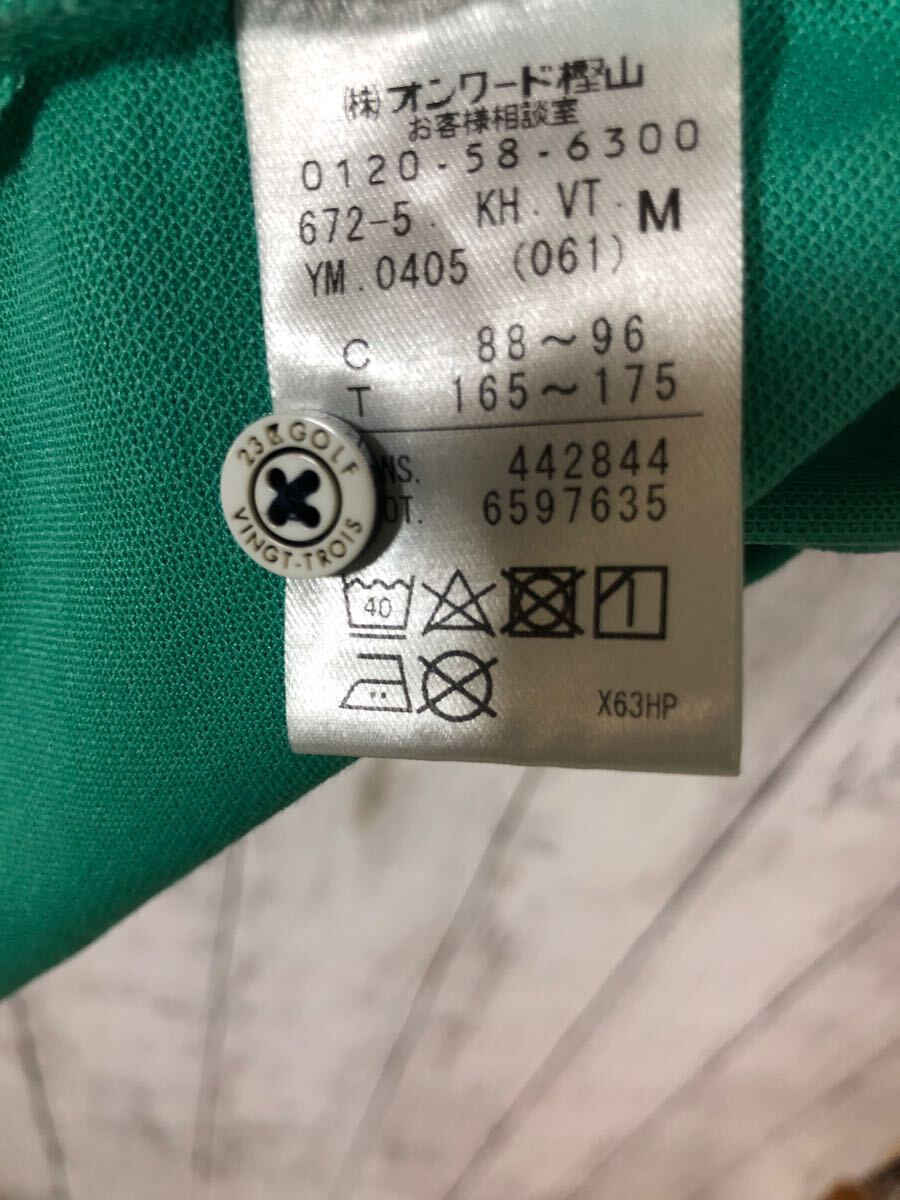 (株)オンワード樫山
お客様相談室
0120-58-6300
672-5. KH.VT. M
YM.0405 (061)
C 88～96
T 165～175
NS. 442844
OT. 6597635
40
X63HP
23区GOLF
VINGT-TROIS